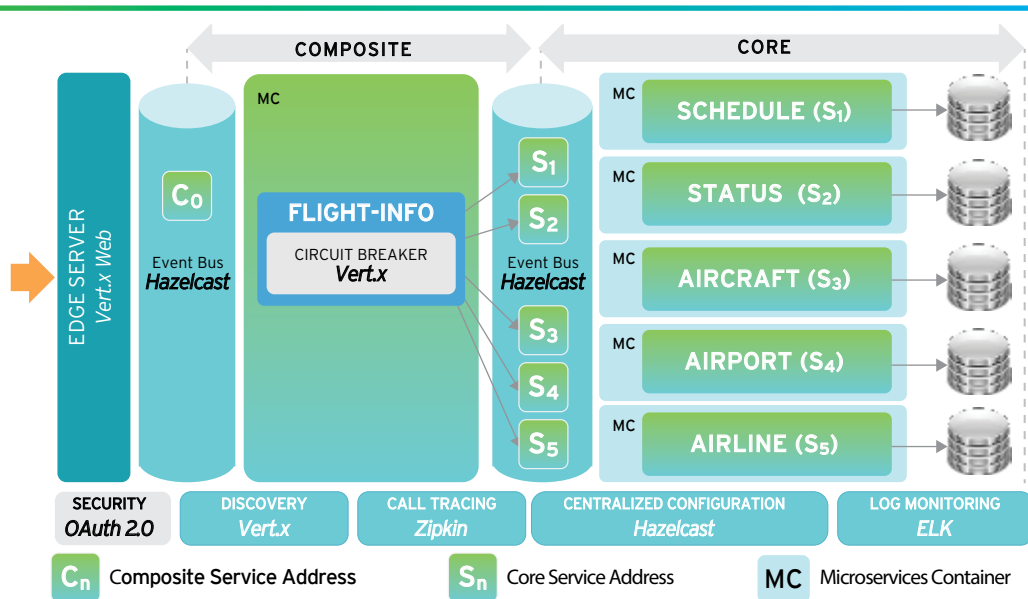 COMPOSITE
CORE
EDGE SERVER
Vert.x Web
C0
Event Bus
Hazelcast
MC
FLIGHT-INFO
CIRCUIT BREAKER
Vert.x
S1
S2
Event Bus
Hazelcast
S3
S4
S5
MC
SCHEDULE (S1)
MC
STATUS (S2)
MC
AIRCRAFT (S3)
MC
AIRPORT (S4)
MC
AIRLINE (S5)
SECURITY
OAuth 2.0
DISCOVERY
Vert.x
CALL TRACING
Zipkin
CENTRALIZED CONFIGURATION
Hazelcast
LOG MONITORING
ELK
Cn Composite Service Address
Sn Core Service Address
MC Microservices Container